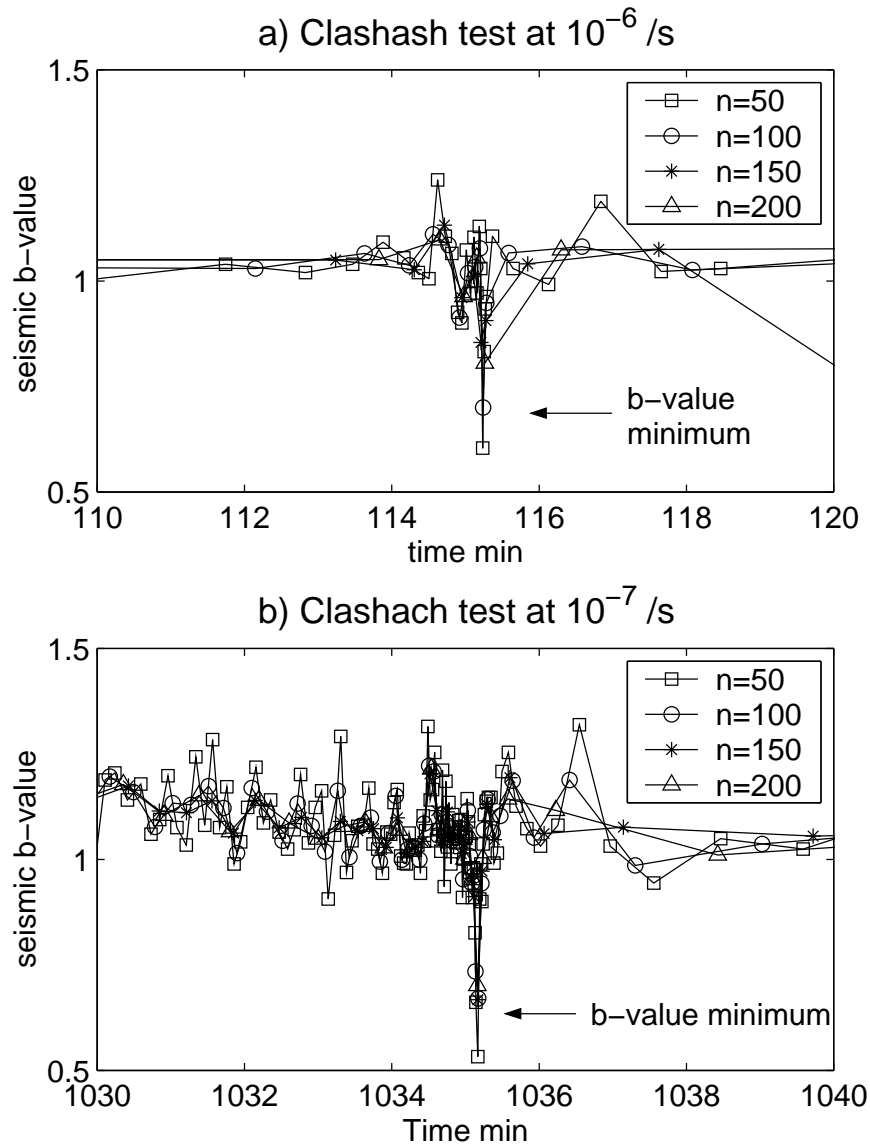 a) Clashash test at 10⁻⁶ /s
1.5
1
0.5
seismic b−value
n=50
n=100
n=150
n=200
b−value
minimum
110 112 114 116 118 120
time min
b) Clashach test at 10⁻⁷ /s
1.5
1
0.5
seismic b−value
n=50
n=100
n=150
n=200
b−value minimum
1030 1032 1034 1036 1038 1040
Time min